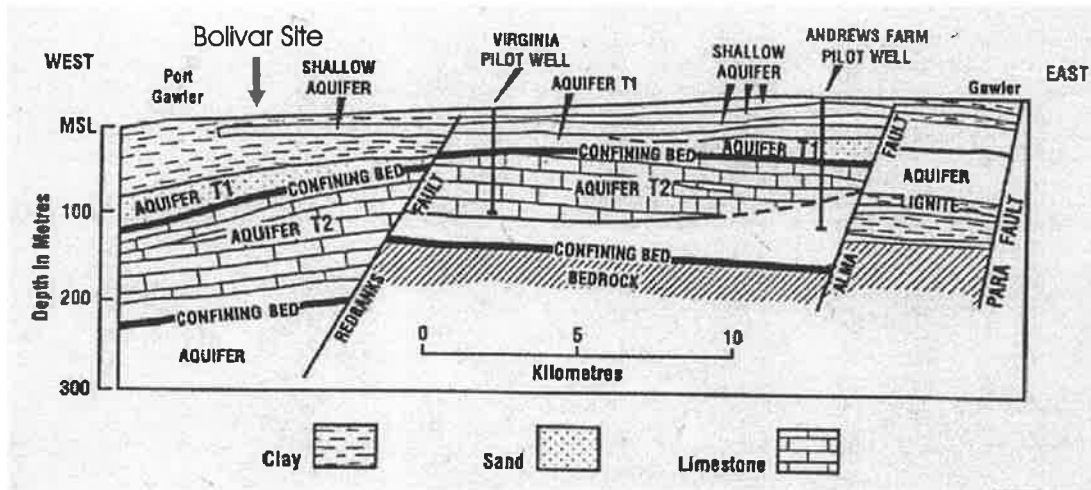 Bolivar Site
WEST
Port
Gawler
SHALLOW
AQUIFER
VIRGINIA
PILOT WELL
AQUIFER T1
SHALLOW
AQUIFER
ANDREWS FARM
PILOT WELL
EAST
Gawler
MSL
100
200
300
Depth in Metres
AQUIFER T1
CONFINING BED
AQUIFER T2
CONFINING BED
AQUIFER
REDBANKS
FAULT
CONFINING BED
AQUIFER T1
AQUIFER T2
CONFINING BED
BEDROCK
ALMA
FAULT
AQUIFER
LIGNITE
PARA
FAULT
0
5
10
Kilometres
Clay
Sand
Limestone